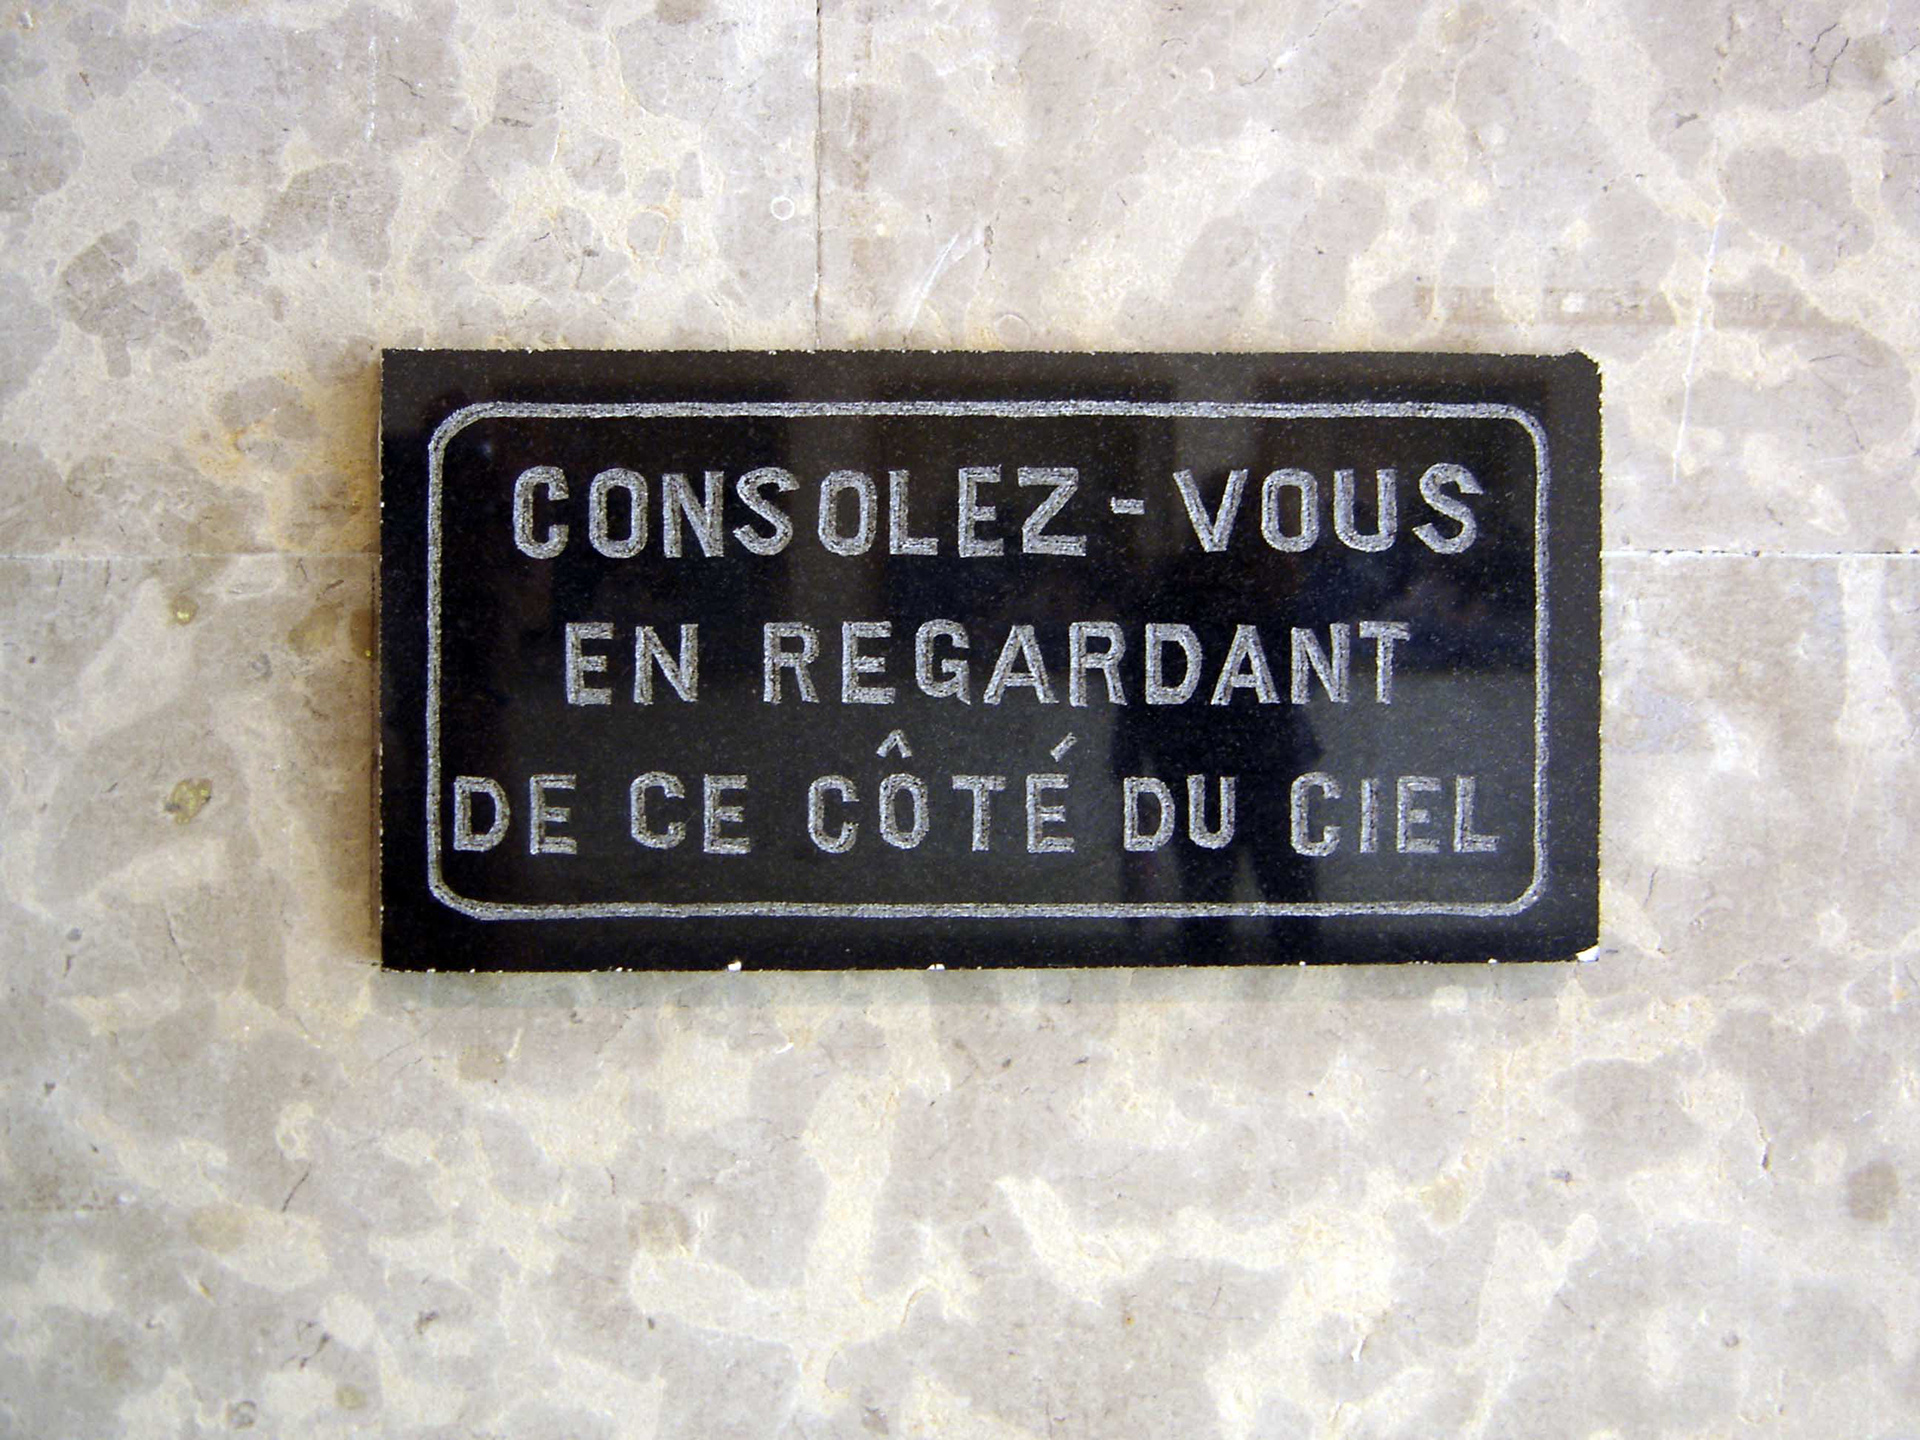 CONSOLEZ-VOUS
EN REGARDANT
DE CE CÔTÉ DU CIEL